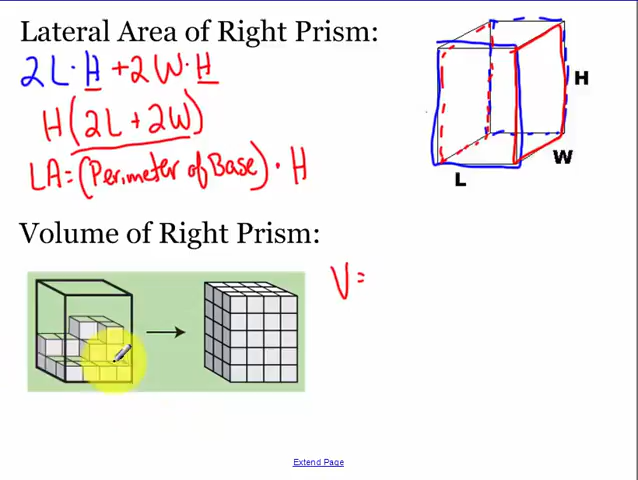 Lateral Area of Right Prism:
2L·H + 2W·H
H(2L + 2W)
LA = (Perimeter of Base) · H
H
W
L
Volume of Right Prism:
V=
Extend Page